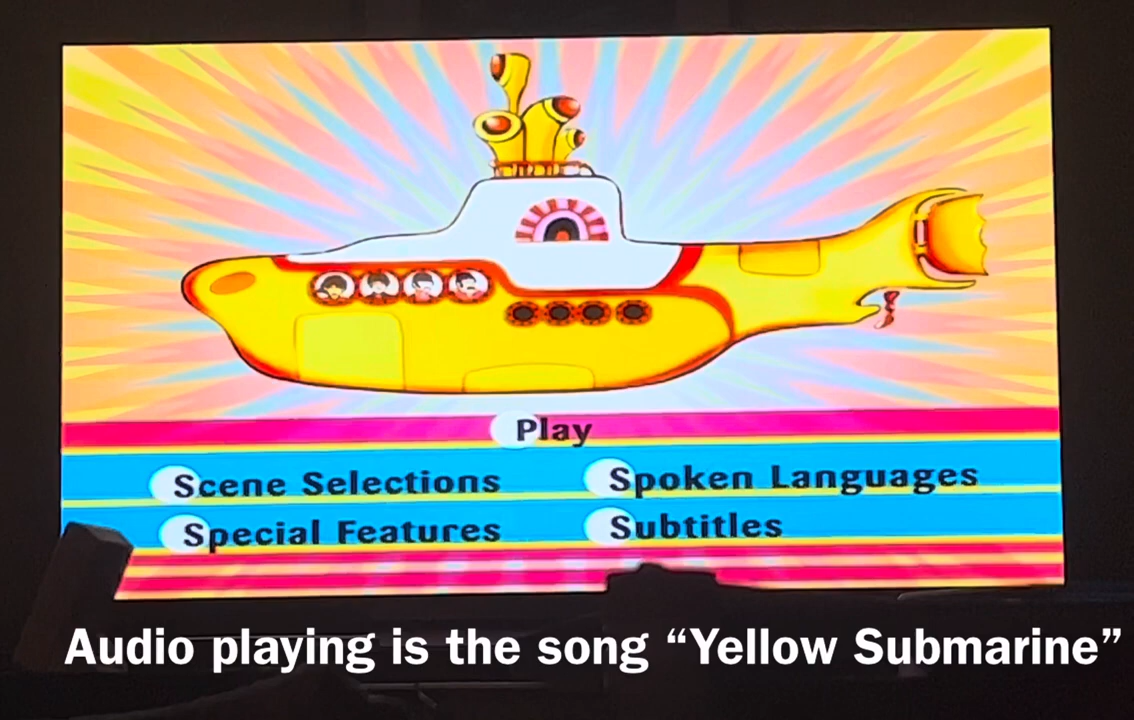 Play
Scene Selections
Spoken Languages
Special Features
Subtitles
Audio playing is the song “Yellow Submarine”